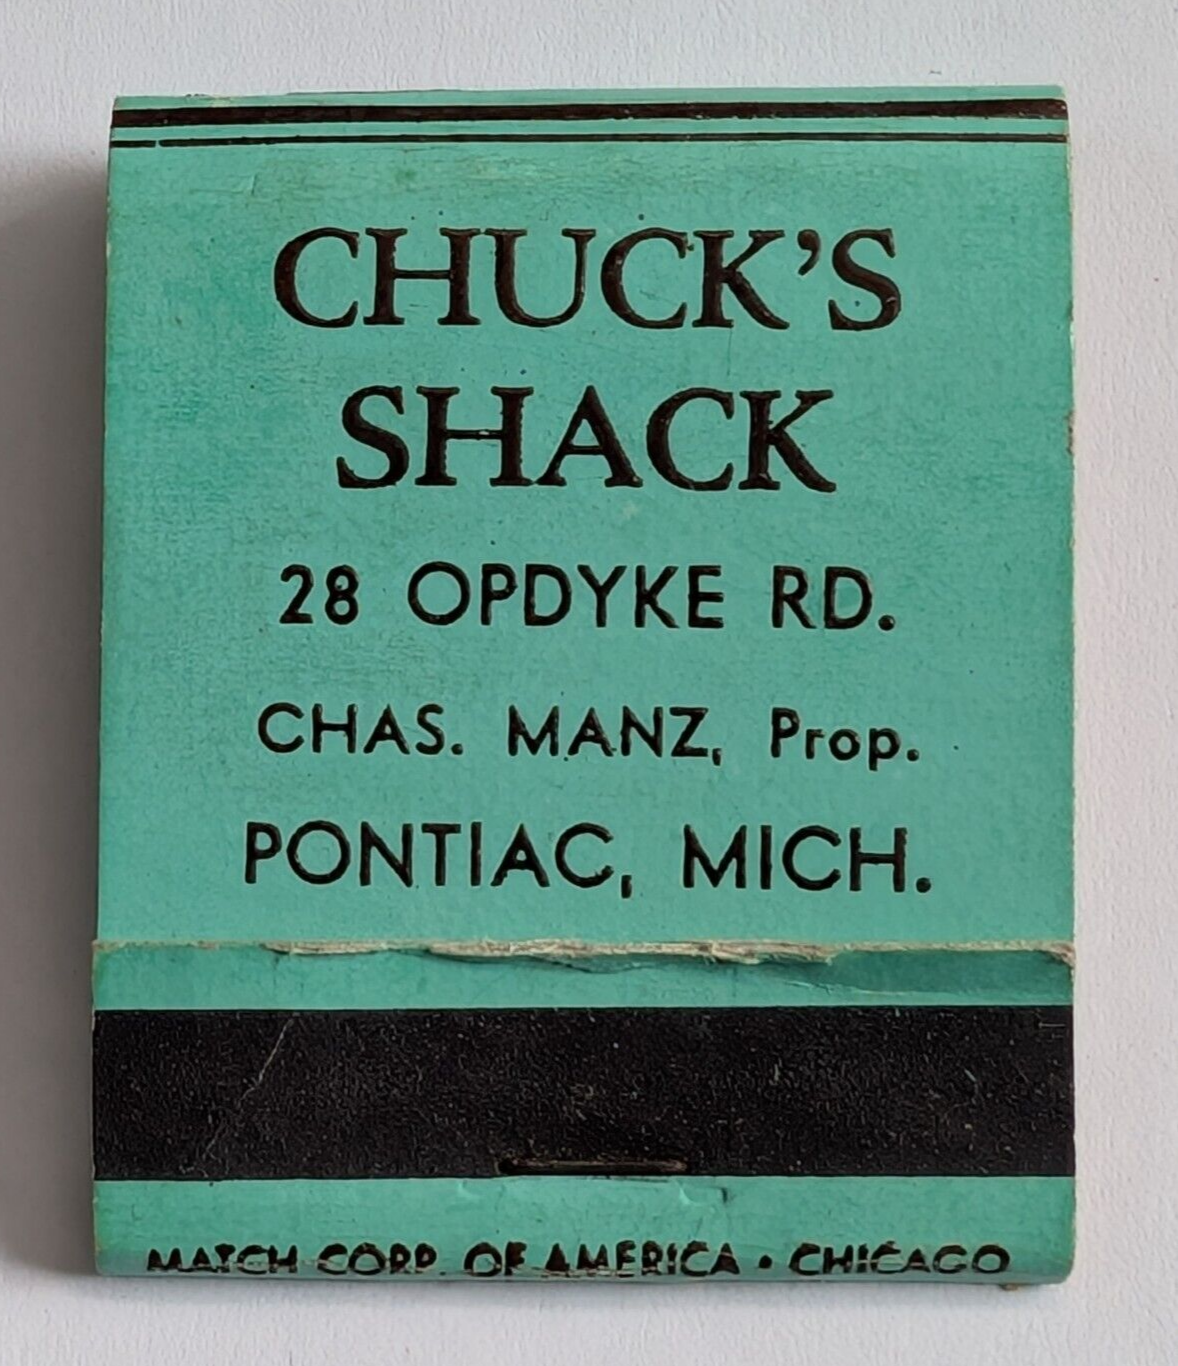 CHUCK'S
SHACK
28 OPDYKE RD.
CHAS. MANZ, Prop.
PONTIAC, MICH.
MATCH CORP. OF AMERICA • CHICAGO